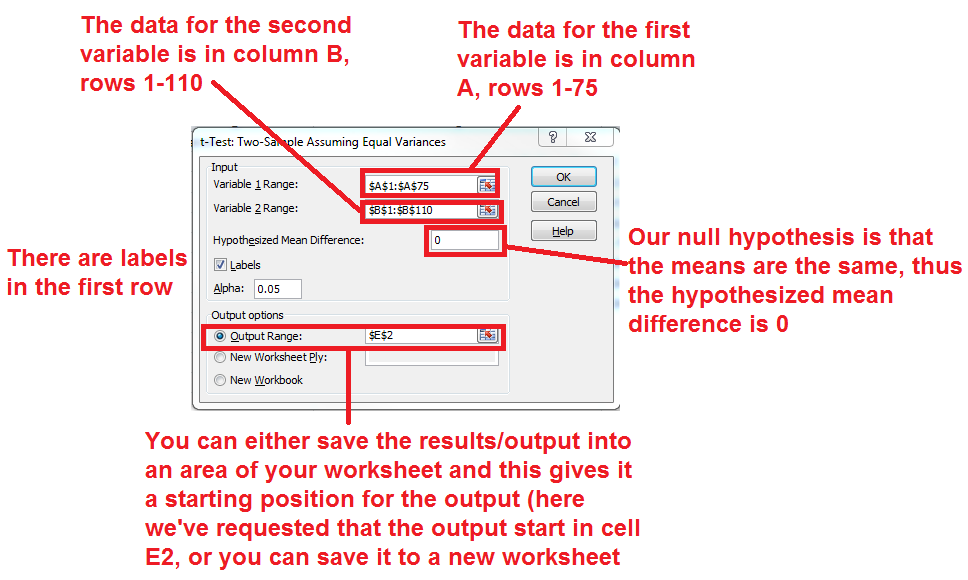 The data for the second
variable is in column B,
rows 1-110
The data for the first
variable is in column
A, rows 1-75
t-Test: Two-Sample Assuming Equal Variances
Input
Variable 1 Range:
$A$1:$A$75
Variable 2 Range:
$B$1:$B$110
Hypothesized Mean Difference:
0
Labels
Alpha:
0.05
OK
Cancel
Help
Output options
Output Range:
$E$2
New Worksheet Ply:
New Workbook
There are labels
in the first row
Our null hypothesis is that
the means are the same, thus
the hypothesized mean
difference is 0
You can either save the results/output into
an area of your worksheet and this gives it
a starting position for the output (here
we've requested that the output start in cell
E2, or you can save it to a new worksheet